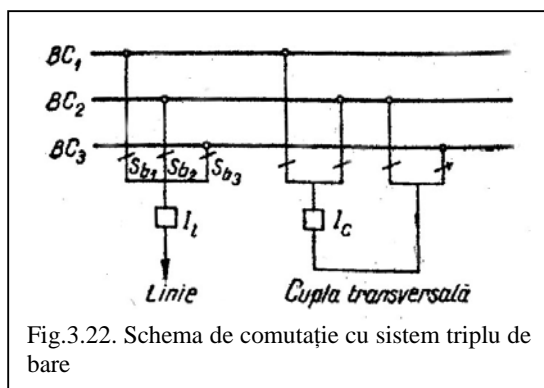 BC1
BC2
BC3
Sb1 Sb2 Sb3
Il
Ic
Linie
Cupla transversală
Fig.3.22. Schema de comutație cu sistem triplu de
bare